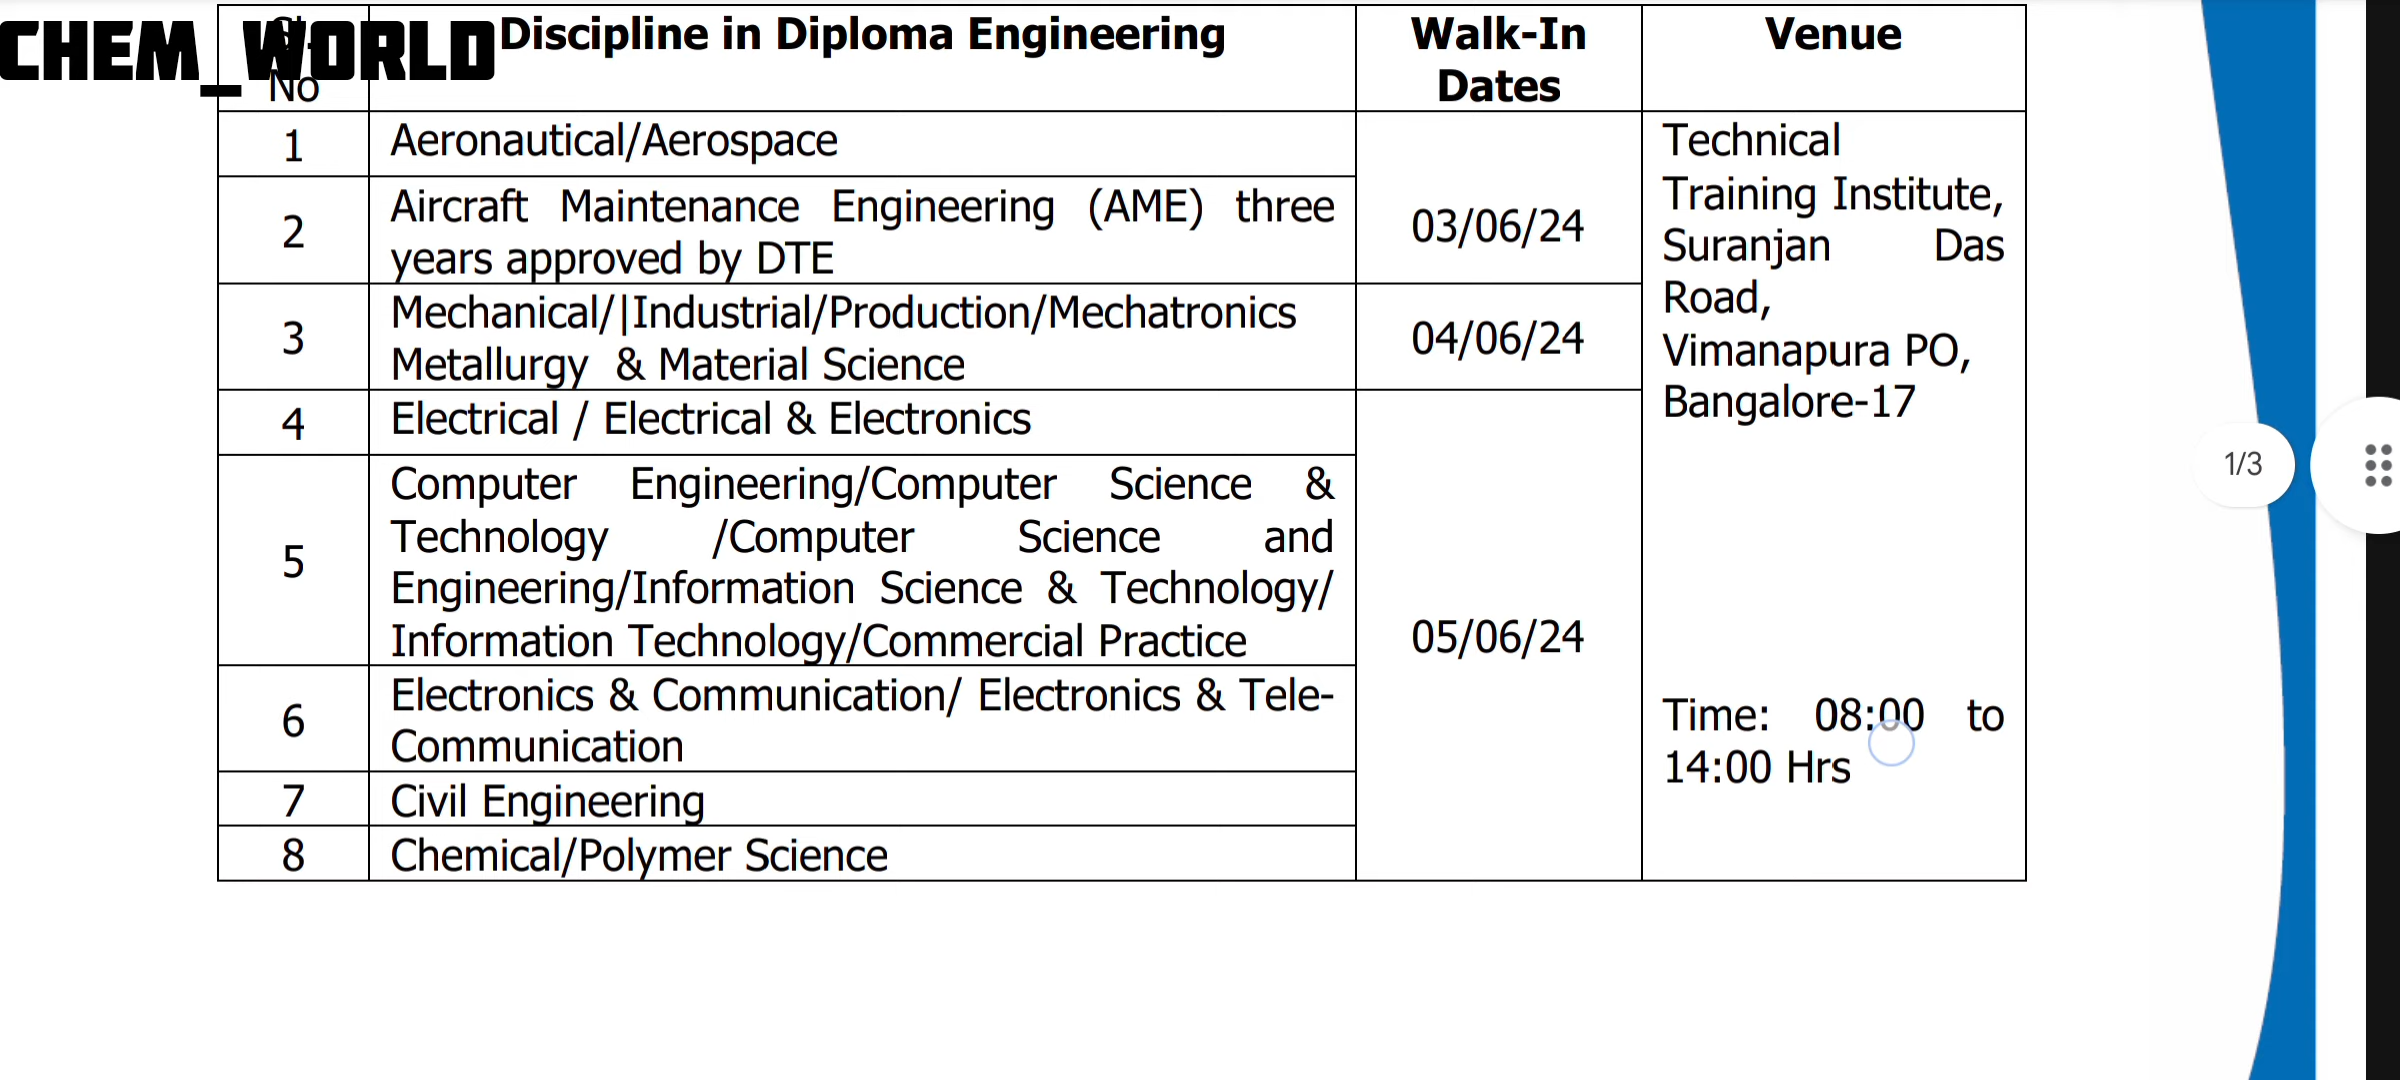 CHEM_WORLD
No
Discipline in Diploma Engineering
Walk-In
Dates
Venue
1
Aeronautical/Aerospace
2
Aircraft Maintenance Engineering (AME) three
years approved by DTE
03/06/24
3
Mechanical/|Industrial/Production/Mechatronics
Metallurgy & Material Science
04/06/24
4
Electrical / Electrical & Electronics
5
Computer Engineering/Computer Science &
Technology /Computer Science and
Engineering/Information Science & Technology/
Information Technology/Commercial Practice
6
Electronics & Communication/ Electronics & Tele-
Communication
7
Civil Engineering
8
Chemical/Polymer Science
05/06/24
Technical
Training Institute,
Suranjan Das
Road,
Vimanapura PO,
Bangalore-17
Time: 08:00 to
14:00 Hrs
1/3